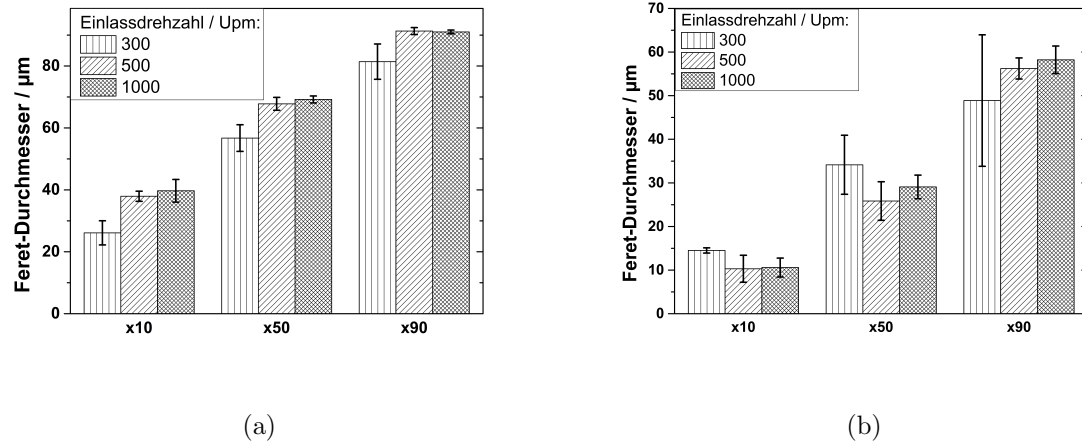 Einlassdrehzahl / Upm:
300
500
1000
Feret-Durchmesser / µm
80
60
40
20
0
x10
x50
x90
(a)
Einlassdrehzahl / Upm:
300
500
1000
Feret-Durchmesser / µm
70
60
50
40
30
20
10
0
x10
x50
x90
(b)